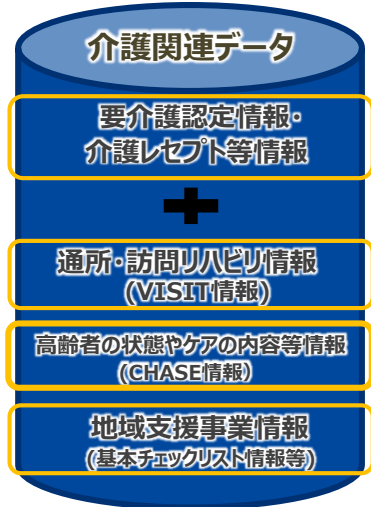 介護関連データ
要介護認定情報・
介護レセプト等情報
+
通所・訪問リハビリ情報
(VISIT情報)
高齢者の状態やケアの内容等情報
(CHASE情報）
地域支援事業情報
(基本チェックリスト情報等)